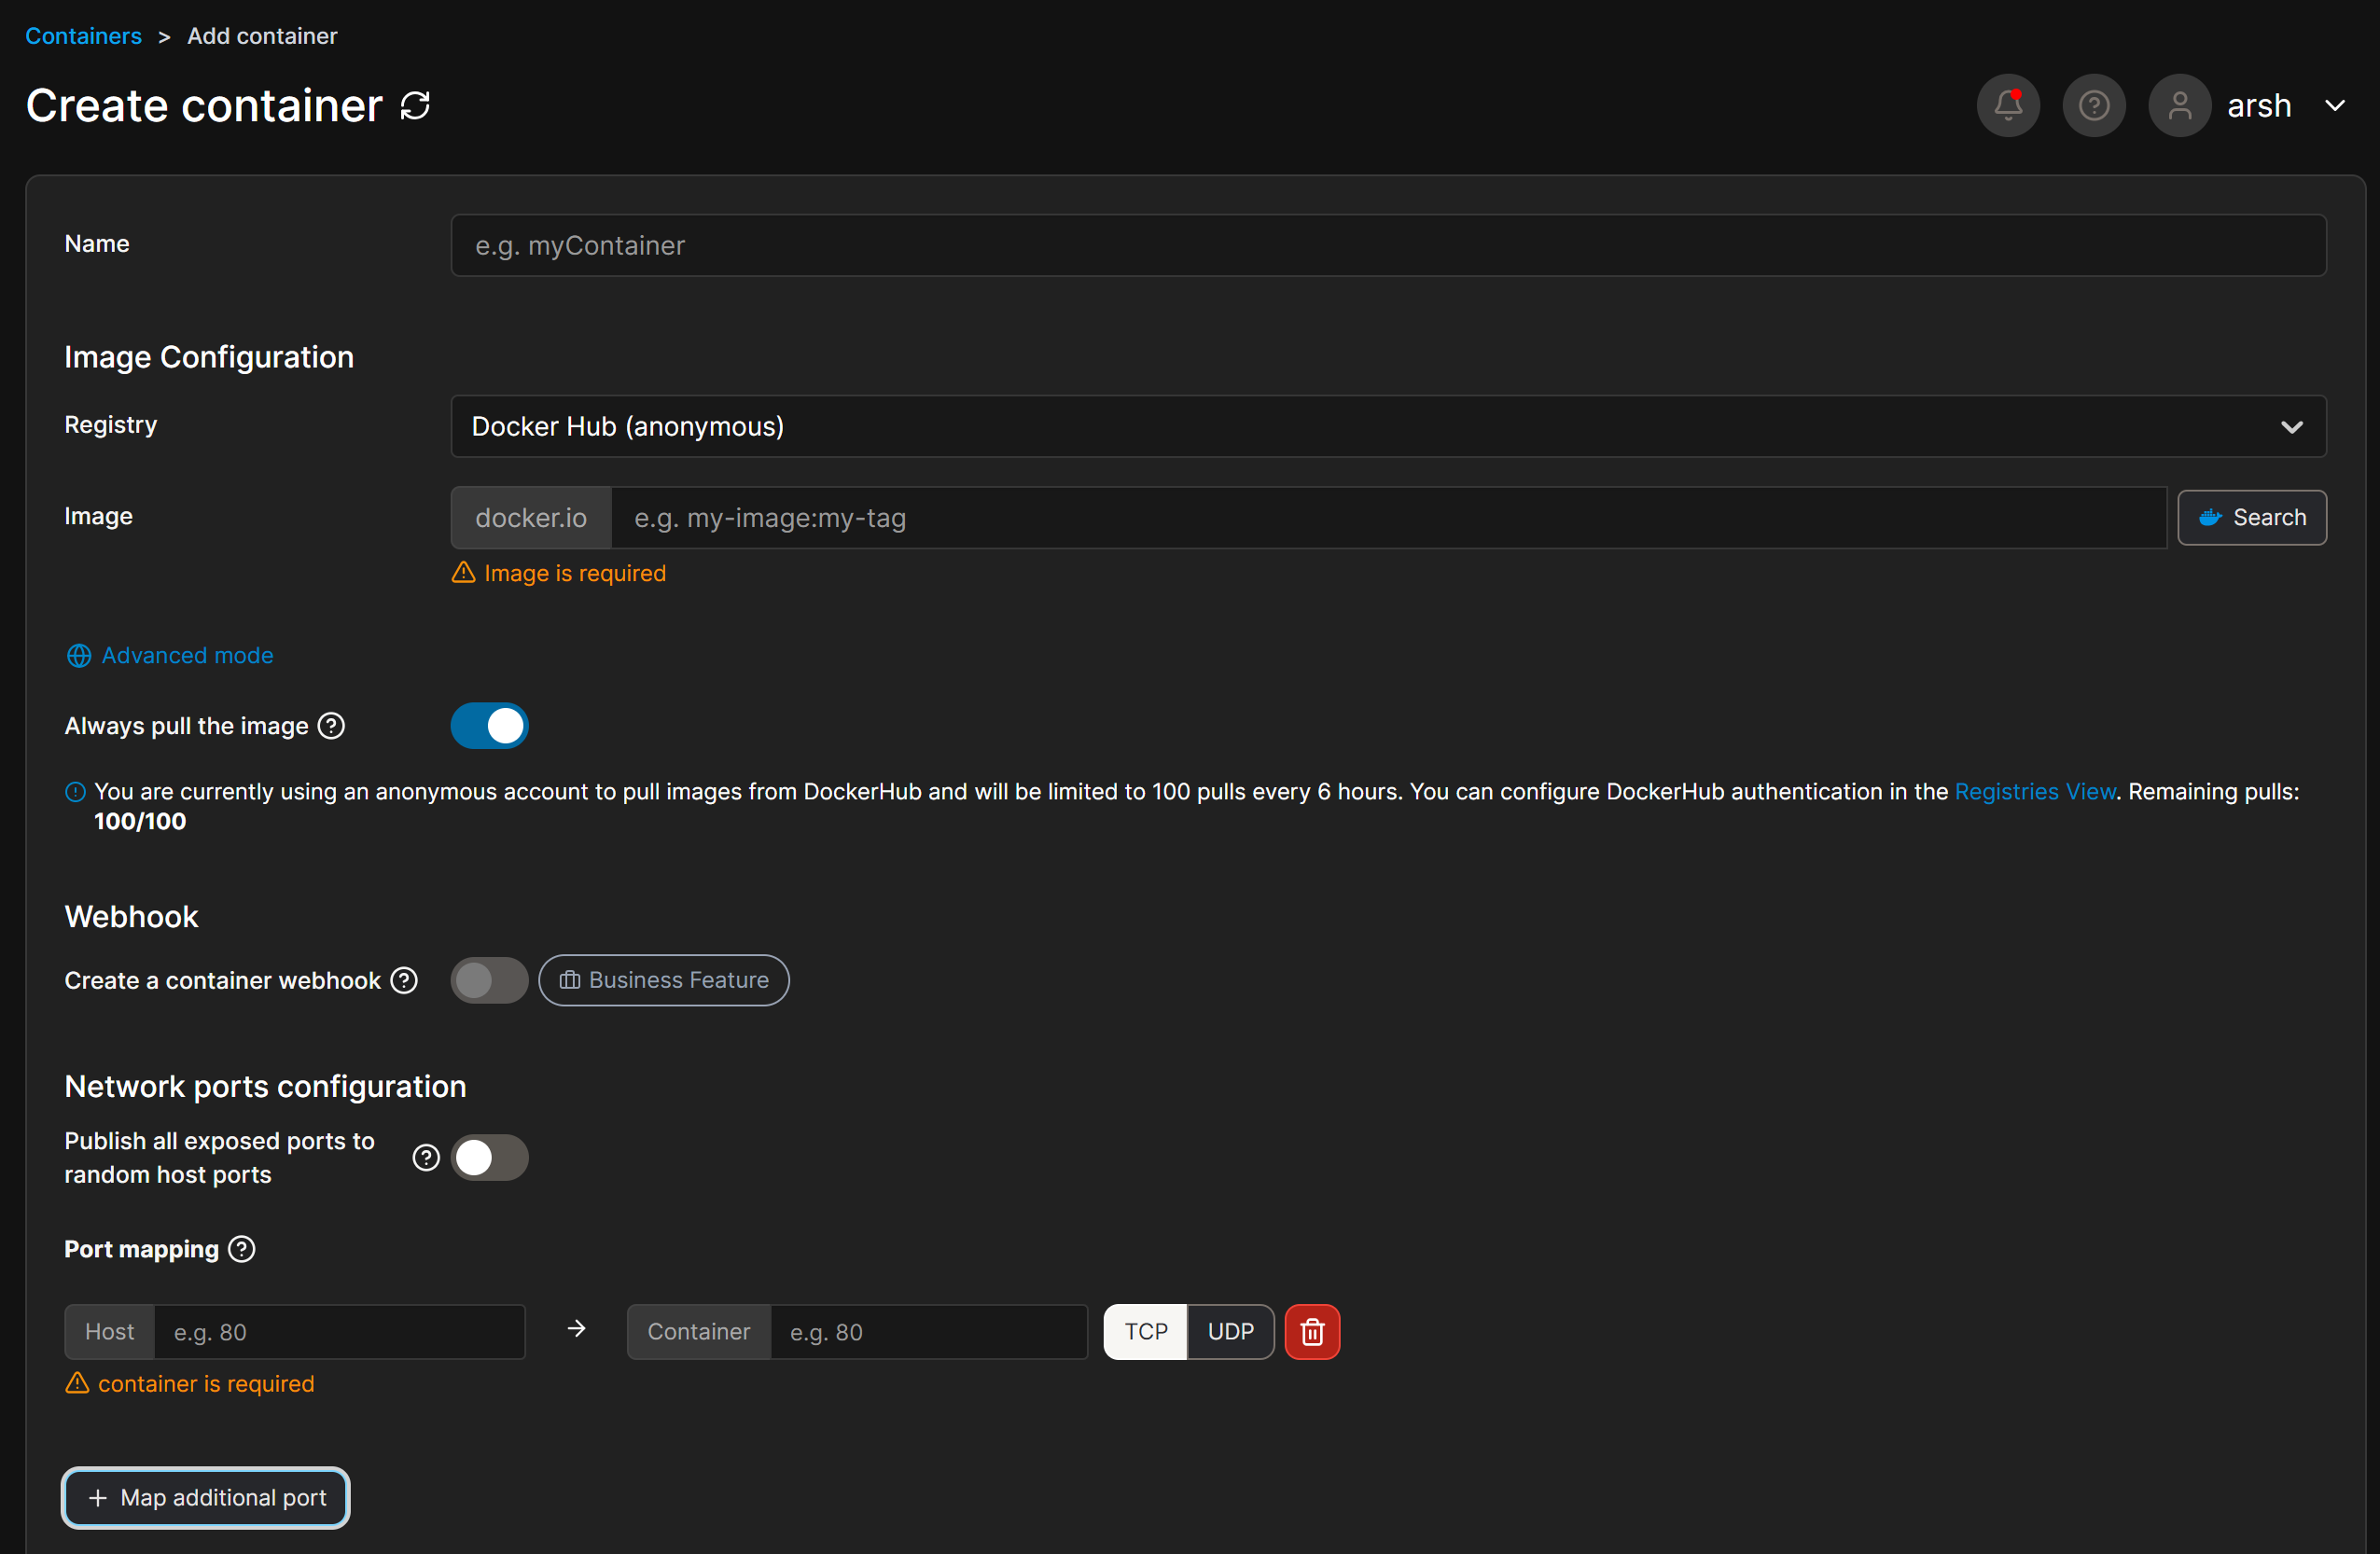 Containers > Add container
Create container
arsh
Name
e.g. myContainer
Image Configuration
Registry
Docker Hub (anonymous)
Image
docker.io
e.g. my-image:my-tag
Search
Image is required
Advanced mode
Always pull the image
You are currently using an anonymous account to pull images from DockerHub and will be limited to 100 pulls every 6 hours. You can configure DockerHub authentication in the Registries View. Remaining pulls:
100/100
Webhook
Create a container webhook
Business Feature
Network ports configuration
Publish all exposed ports to
random host ports
Port mapping
Host
e.g. 80
Container
e.g. 80
TCP
UDP
container is required
+ Map additional port